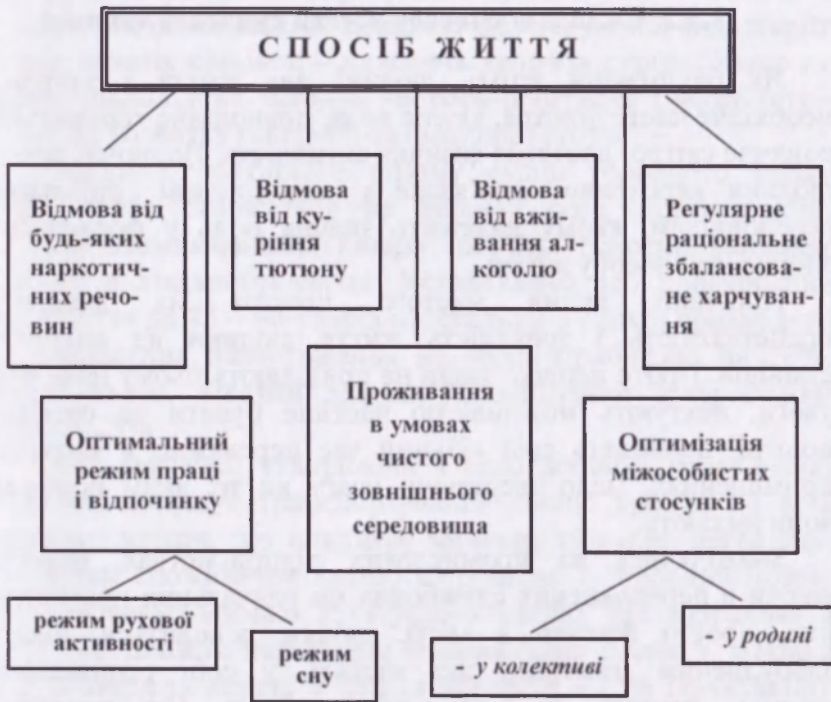 СПОСІБ ЖИТТЯ
Відмова від
будь-яких
наркотич-
них речо-
вин
Відмова
від ку-
ріння
тютюну
Відмова
від вжи-
вання ал-
коголю
Регулярне
раціональне
збалансова-
не харчуван-
ня
Оптимальний
режим праці
і відпочинку
Проживання
в умовах
чистого
зовнішнього
середовища
Оптимізація
міжособистих
стосунків
режим рухової
активності
режим
сну
- у колективі
- у родині